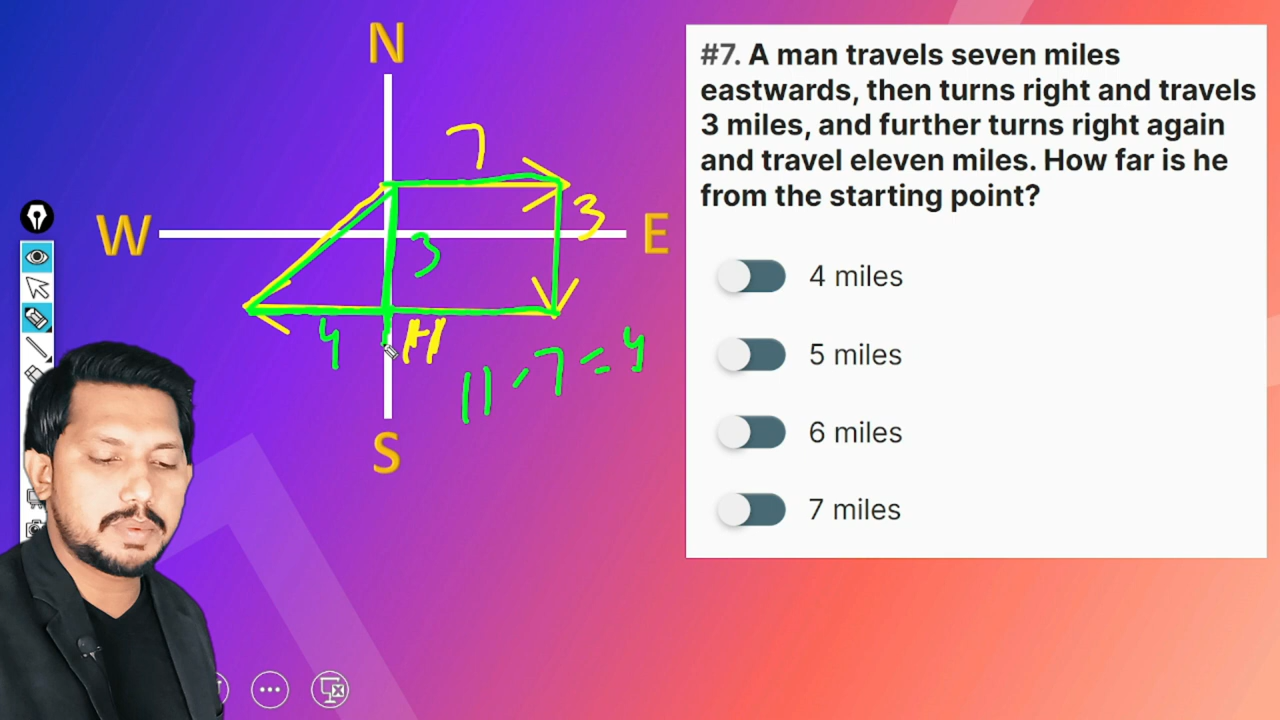 N
W
E
S
7
3
3
4
11
11 - 7 = 4
#7. A man travels seven miles
eastwards, then turns right and travels
3 miles, and further turns right again
and travel eleven miles. How far is he
from the starting point?
4 miles
5 miles
6 miles
7 miles